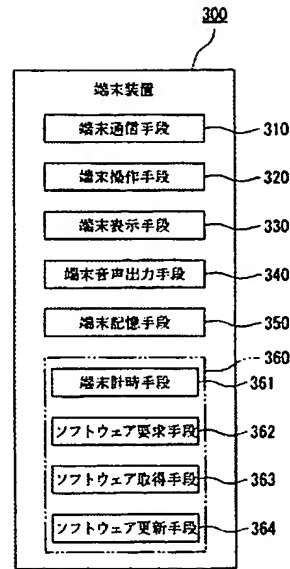 300
端末装置
端末通信手段 310
端末操作手段 320
端末表示手段 330
端末音声出力手段 340
端末記憶手段 350
360
端末計時手段 361
ソフトウェア要求手段 362
ソフトウェア取得手段 363
ソフトウェア更新手段 364